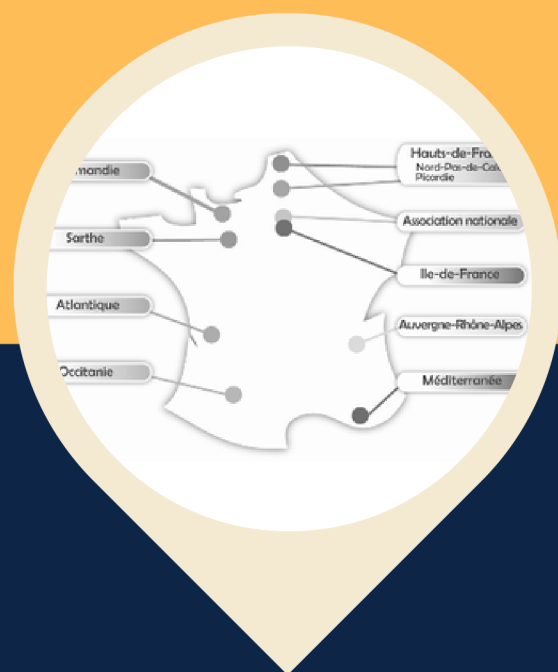 mandie
Sarthe
Atlantique
Occitanie
Hauts-de-Fra
Nord-Pas-de-Cala
Picardie
Association nationale
Ile-de-France
Auvergne-Rhône-Alpes
Méditerranée